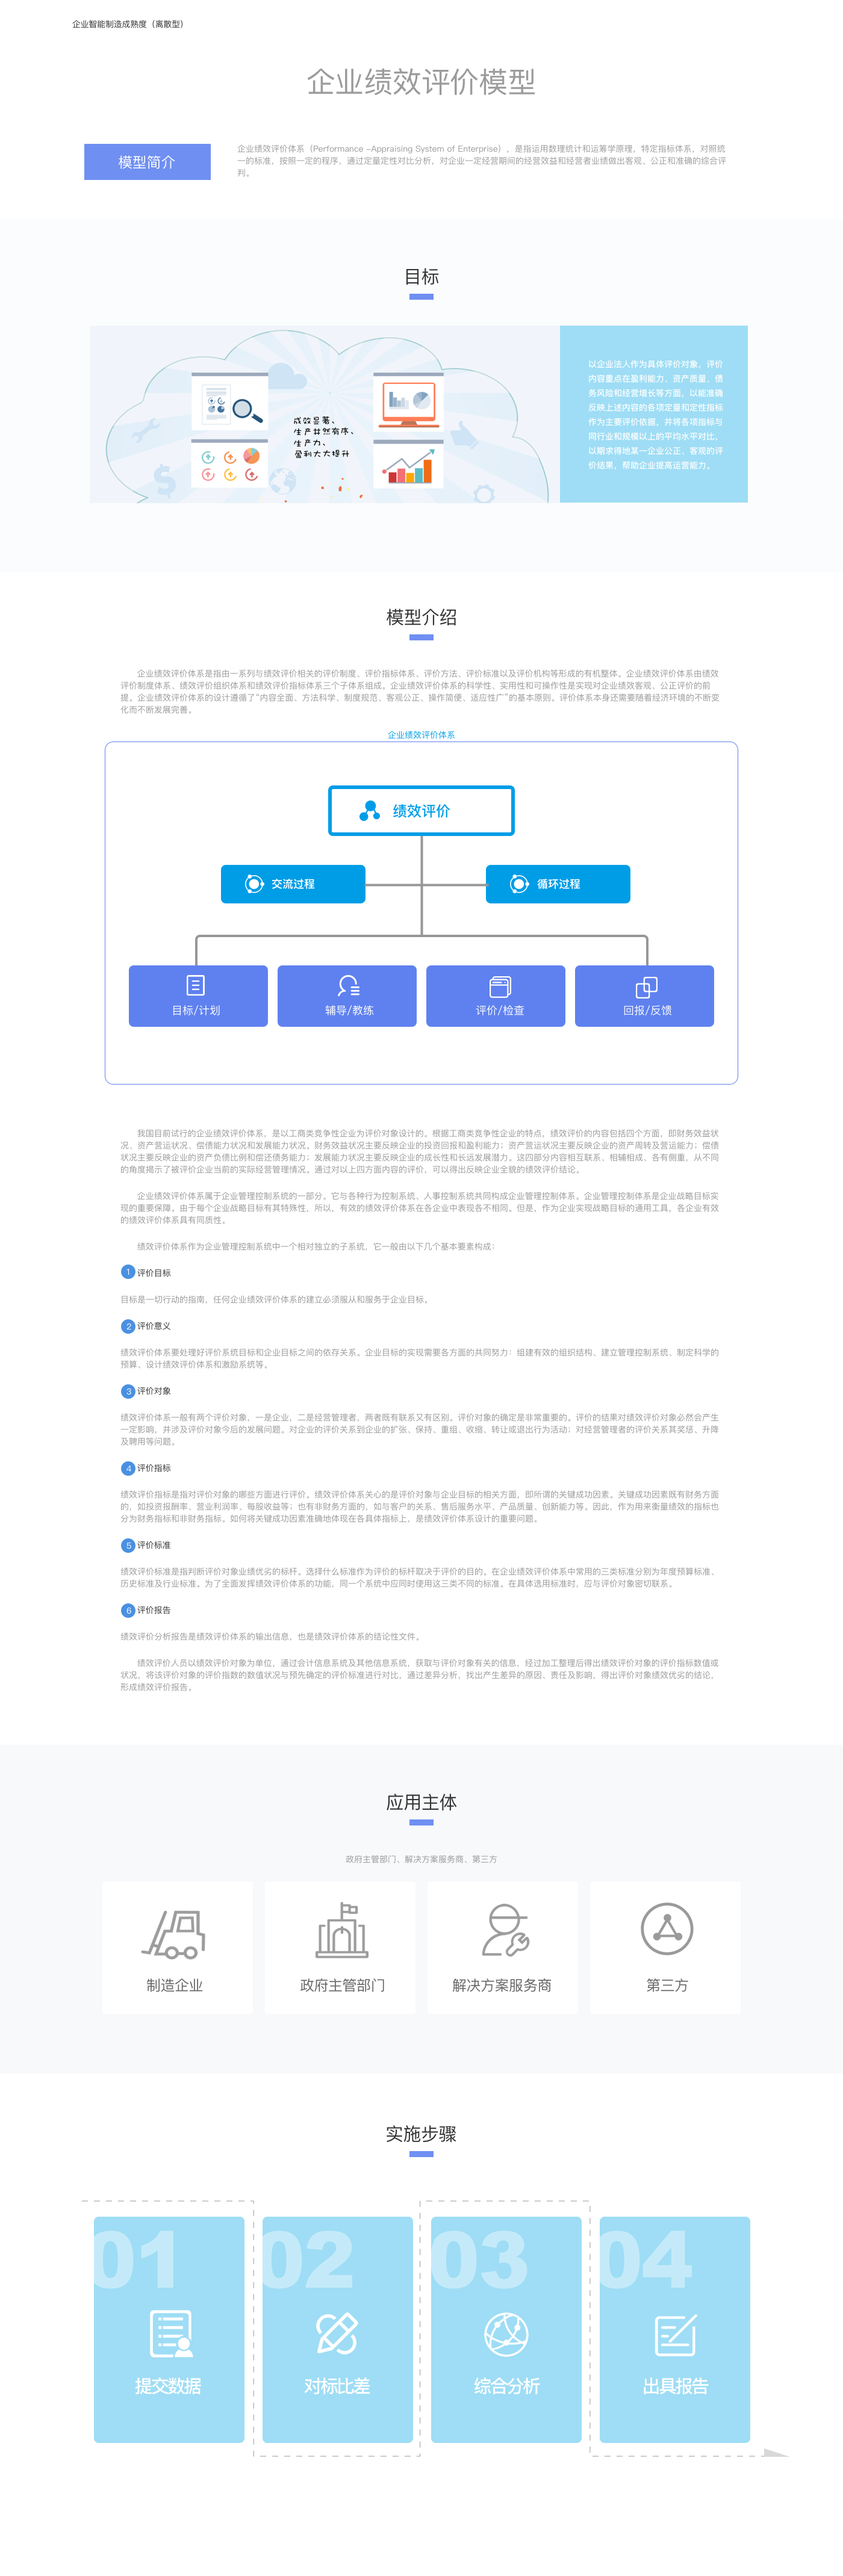 企业智能制造成熟度（离散型）
企业绩效评价模型
模型简介
企业绩效评价体系（Performance –Appraising System of Enterprise），是指运用数理统计和运筹学原理，特定指标体系，对照统
一的标准，按照一定的程序，通过定量定性对比分析，对企业一定经营期间的经营效益和经营者业绩做出客观、公正和准确的综合评
判。
目标
成效显著、
生产井然有序、
生产力、
盈利大大提升
以企业法人作为具体评价对象，评价
内容重点在盈利能力、资产质量、债
务风险和经营增长等方面，以能准确
反映上述内容的各项定量和定性指标
作为主要评价依据，并将各项指标与
同行业和规模以上的平均水平对比，
以期求得地某一企业公正、客观的评
价结果，帮助企业提高运营能力。
模型介绍
企业绩效评价体系是指由一系列与绩效评价相关的评价制度、评价指标体系、评价方法、评价标准以及评价机构等形成的有机整体。企业绩效评价体系由绩效
评价制度体系、绩效评价组织体系和绩效评价指标体系三个子体系组成。企业绩效评价体系的科学性、实用性和可操作性是实现对企业绩效客观、公正评价的前
提。企业绩效评价体系的设计遵循了“内容全面、方法科学、制度规范、客观公正、操作简便、适应性广”的基本原则。评价体系本身还需要随着经济环境的不断变
化而不断发展完善。
企业绩效评价体系
绩效评价
交流过程
循环过程
目标/计划
辅导/教练
评价/检查
回报/反馈
我国目前试行的企业绩效评价体系，是以工商类竞争性企业为评价对象设计的。根据工商类竞争性企业的特点，绩效评价的内容包括四个方面，即财务效益状
况、资产营运状况、偿债能力状况和发展能力状况。财务效益状况主要反映企业的投资回报和盈利能力；资产营运状况主要反映企业的资产周转及营运能力；偿债
状况主要反映企业的资产负债比例和偿还债务能力；发展能力状况主要反映企业的成长性和长远发展潜力。这四部分内容相互联系、相辅相成、各有侧重，从不同
的角度揭示了被评价企业当前的实际经营管理情况。通过对以上四方面内容的评价，可以得出反映企业全貌的绩效评价结论。
企业绩效评价体系属于企业管理控制系统的一部分。它与各种行为控制系统、人事控制系统共同构成企业管理控制体系。企业管理控制体系是企业战略目标实
现的重要保障。由于每个企业战略目标有其特殊性，所以，有效的绩效评价体系在各企业中表现各不相同。但是，作为企业实现战略目标的通用工具，各企业有效
的绩效评价体系具有同质性。
绩效评价体系作为企业管理控制系统中一个相对独立的子系统，它一般由以下几个基本要素构成：
1 评价目标
目标是一切行动的指南，任何企业绩效评价体系的建立必须服从和服务于企业目标。
2 评价意义
绩效评价体系要处理好评价系统目标和企业目标之间的依存关系。企业目标的实现需要各方面的共同努力：组建有效的组织结构、建立管理控制系统、制定科学的
预算、设计绩效评价体系和激励系统等。
3 评价对象
绩效评价体系一般有两个评价对象，一是企业，二是经营管理者，两者既有联系又有区别。评价对象的确定是非常重要的。评价的结果对绩效评价对象必然会产生
一定影响，并涉及评价对象今后的发展问题。对企业的评价关系到企业的扩张、保持、重组、收缩、转让或退出行为活动；对经营管理者的评价关系其奖惩、升降
及聘用等问题。
4 评价指标
绩效评价指标是指对评价对象的哪些方面进行评价。绩效评价体系关心的是评价对象与企业目标的相关方面，即所谓的关键成功因素。关键成功因素既有财务方面
的，如投资报酬率、营业利润率、每股收益等；也有非财务方面的，如与客户的关系、售后服务水平、产品质量、创新能力等。因此，作为用来衡量绩效的指标也
分为财务指标和非财务指标。如何将关键成功因素准确地体现在各具体指标上，是绩效评价体系设计的重要问题。
5 评价标准
绩效评价标准是指判断评价对象业绩优劣的标杆。选择什么标准作为评价的标杆取决于评价的目的。在企业绩效评价体系中常用的三类标准分别为年度预算标准、
历史标准及行业标准。为了全面发挥绩效评价体系的功能，同一个系统中应同时使用这三类不同的标准。在具体选用标准时，应与评价对象密切联系。
6 评价报告
绩效评价分析报告是绩效评价体系的输出信息，也是绩效评价体系的结论性文件。
绩效评价人员以绩效评价对象为单位，通过会计信息系统及其他信息系统，获取与评价对象有关的信息，经过加工整理后得出绩效评价对象的评价指标数值或
状况，将该评价对象的评价指数的数值状况与预先确定的评价标准进行对比，通过差异分析，找出产生差异的原因、责任及影响，得出评价对象绩效优劣的结论，
形成绩效评价报告。
应用主体
政府主管部门、解决方案服务商、第三方
制造企业
政府主管部门
解决方案服务商
第三方
实施步骤
01
02
03
04
提交数据
对标比差
综合分析
出具报告